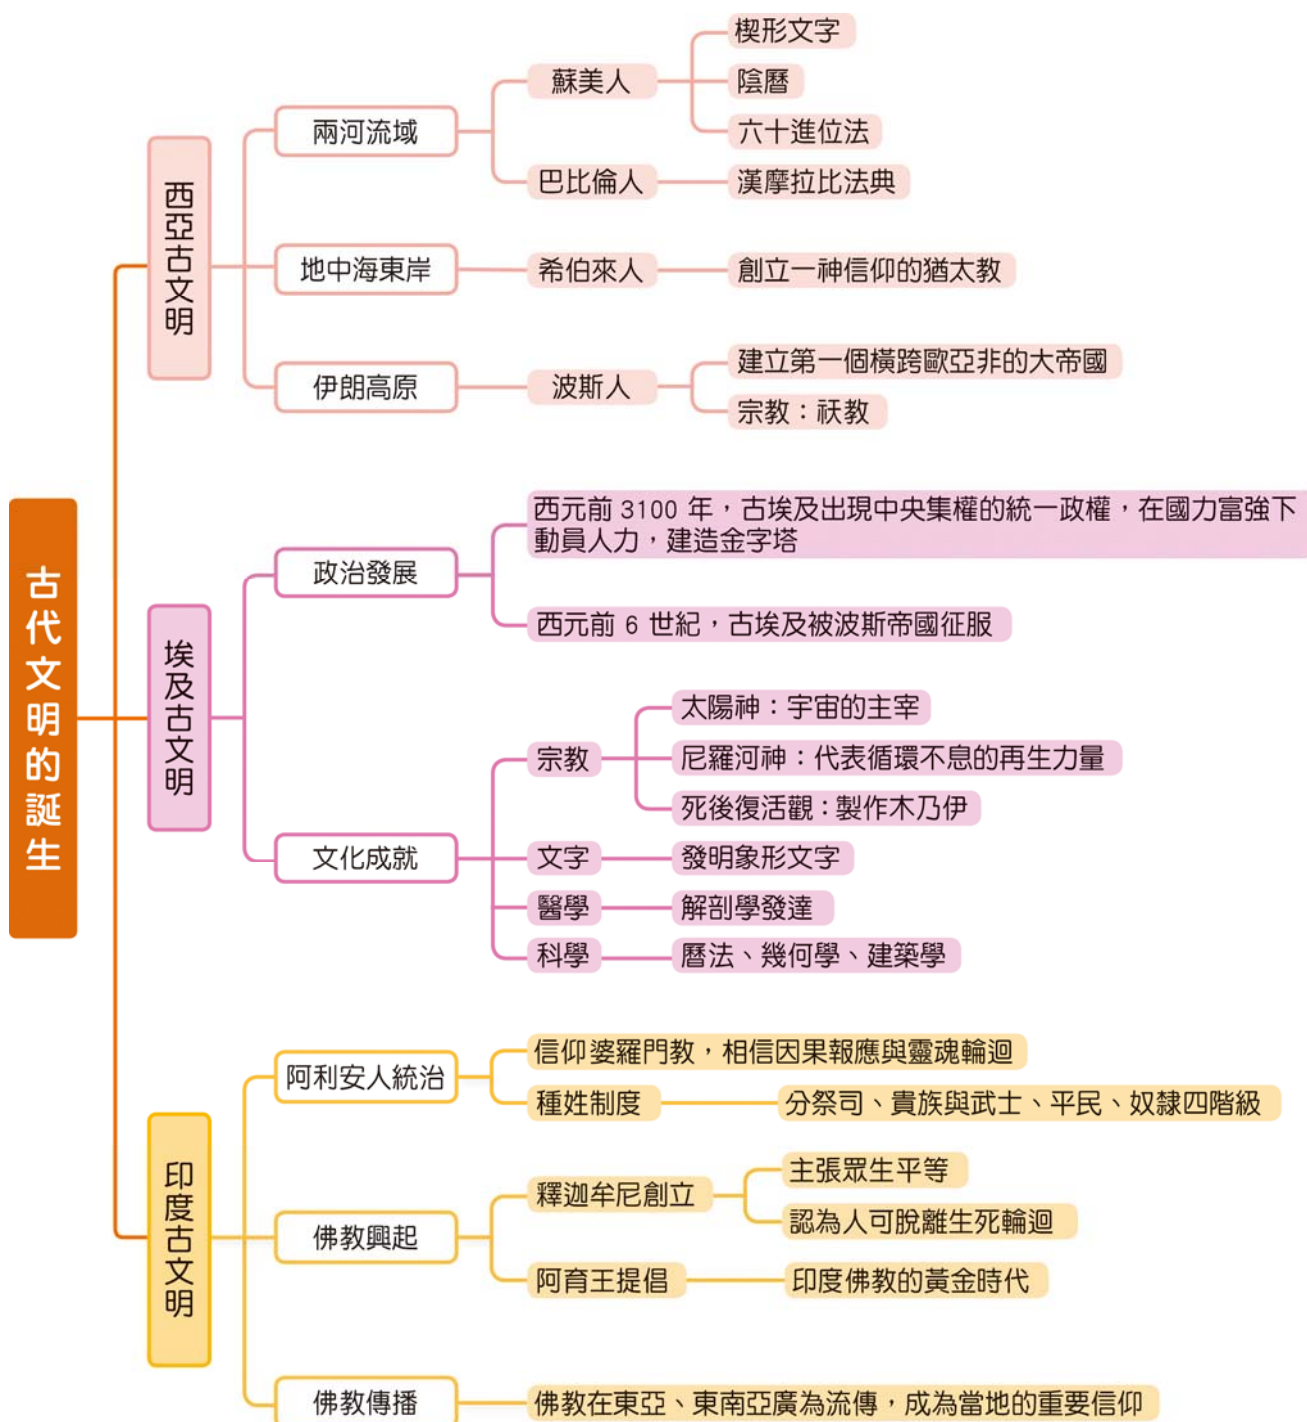 古代文明的誕生
西亞古文明
兩河流域
蘇美人
楔形文字
陰曆
六十進位法
巴比倫人
漢摩拉比法典
地中海東岸
希伯來人
創立一神信仰的猶太教
伊朗高原
波斯人
建立第一個橫跨歐亞非的大帝國
宗教：祆教
埃及古文明
政治發展
西元前 3100 年，古埃及出現中央集權的統一政權，在國力富強下
動員人力，建造金字塔
西元前 6 世紀，古埃及被波斯帝國征服
文化成就
宗教
太陽神：宇宙的主宰
尼羅河神：代表循環不息的再生力量
死後復活觀：製作木乃伊
文字
發明象形文字
醫學
解剖學發達
科學
曆法、幾何學、建築學
印度古文明
阿利安人統治
信仰婆羅門教，相信因果報應與靈魂輪迴
種姓制度
分祭司、貴族與武士、平民、奴隸四階級
佛教興起
釋迦牟尼創立
主張眾生平等
認為人可脫離生死輪迴
阿育王提倡
印度佛教的黃金時代
佛教傳播
佛教在東亞、東南亞廣為流傳，成為當地的重要信仰